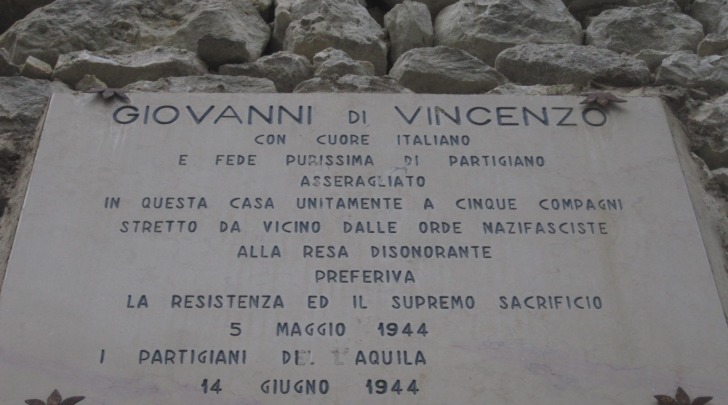 GIOVANNI DI VINCENZO
CON CUORE ITALIANO
E FEDE PURISSIMA DI PARTIGIANO
ASSERAGLIATO
IN QUESTA CASA UNITAMENTE A CINQUE COMPAGNI
STRETTO DA VICINO DALLE ORDE NAZIFASCISTE
ALLA RESA DISONORANTE
PREFERIVA
LA RESISTENZA ED IL SUPREMO SACRIFICIO
5 MAGGIO 1944
I PARTIGIANI DEL L'AQUILA
14 GIUGNO 1944